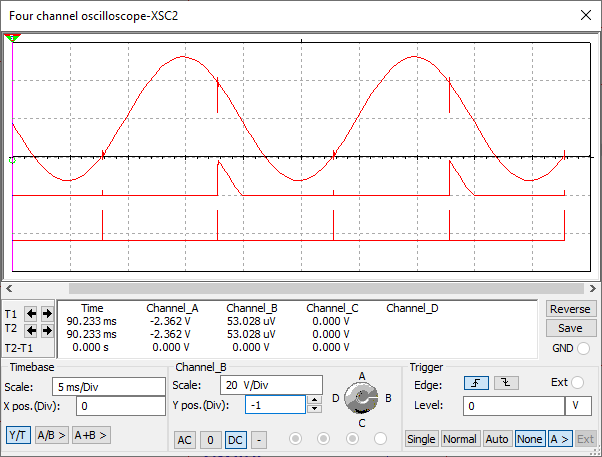 Four channel oscilloscope-XSC2
Time Channel_A Channel_B Channel_C Channel_D
T1 90.233 ms -2.362 V 53.028 uV 0.000 V
T2 90.233 ms -2.362 V 53.028 uV 0.000 V
T2-T1 0.000 s 0.000 V 0.000 V 0.000 V
Reverse
Save
GND
Timebase
Scale: 5 ms/Div
X pos.(Div): 0
Y/T A/B > A+B >
Channel_B
Scale: 20 V/Div
Y pos.(Div): -1
AC 0 DC -
A
D B
C
Trigger
Edge: Ext
Level: 0 V
Single Normal Auto None A > Ext